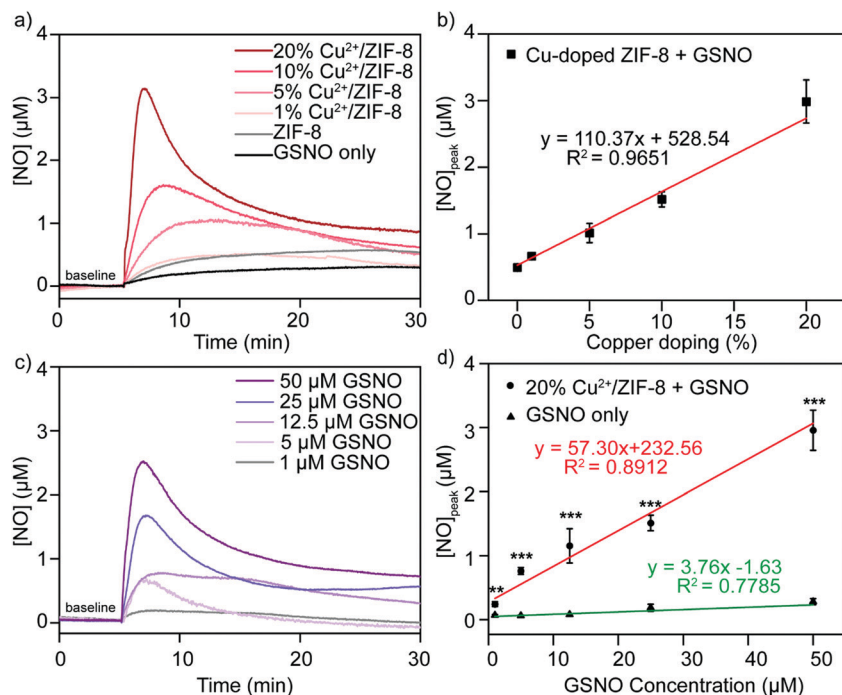 a)
20% Cu²⁺/ZIF-8
10% Cu²⁺/ZIF-8
5% Cu²⁺/ZIF-8
1% Cu²⁺/ZIF-8
ZIF-8
GSNO only
[NO] (µM)
4
3
2
1
0
baseline
0
10
20
30
Time (min)
b)
Cu-doped ZIF-8 + GSNO
y = 110.37x + 528.54
R² = 0.9651
[NO]peak (µM)
4
3
2
1
0
0
5
10
15
20
Copper doping (%)
c)
50 µM GSNO
25 µM GSNO
12.5 µM GSNO
5 µM GSNO
1 µM GSNO
[NO] (µM)
4
3
2
1
0
baseline
0
10
20
30
Time (min)
d)
20% Cu²⁺/ZIF-8 + GSNO
GSNO only
y = 57.30x+232.56
R² = 0.8912
**
***
***
***
***
y = 3.76x -1.63
R² = 0.7785
[NO]peak (µM)
4
3
2
1
0
0
10
20
30
40
50
GSNO Concentration (µM)